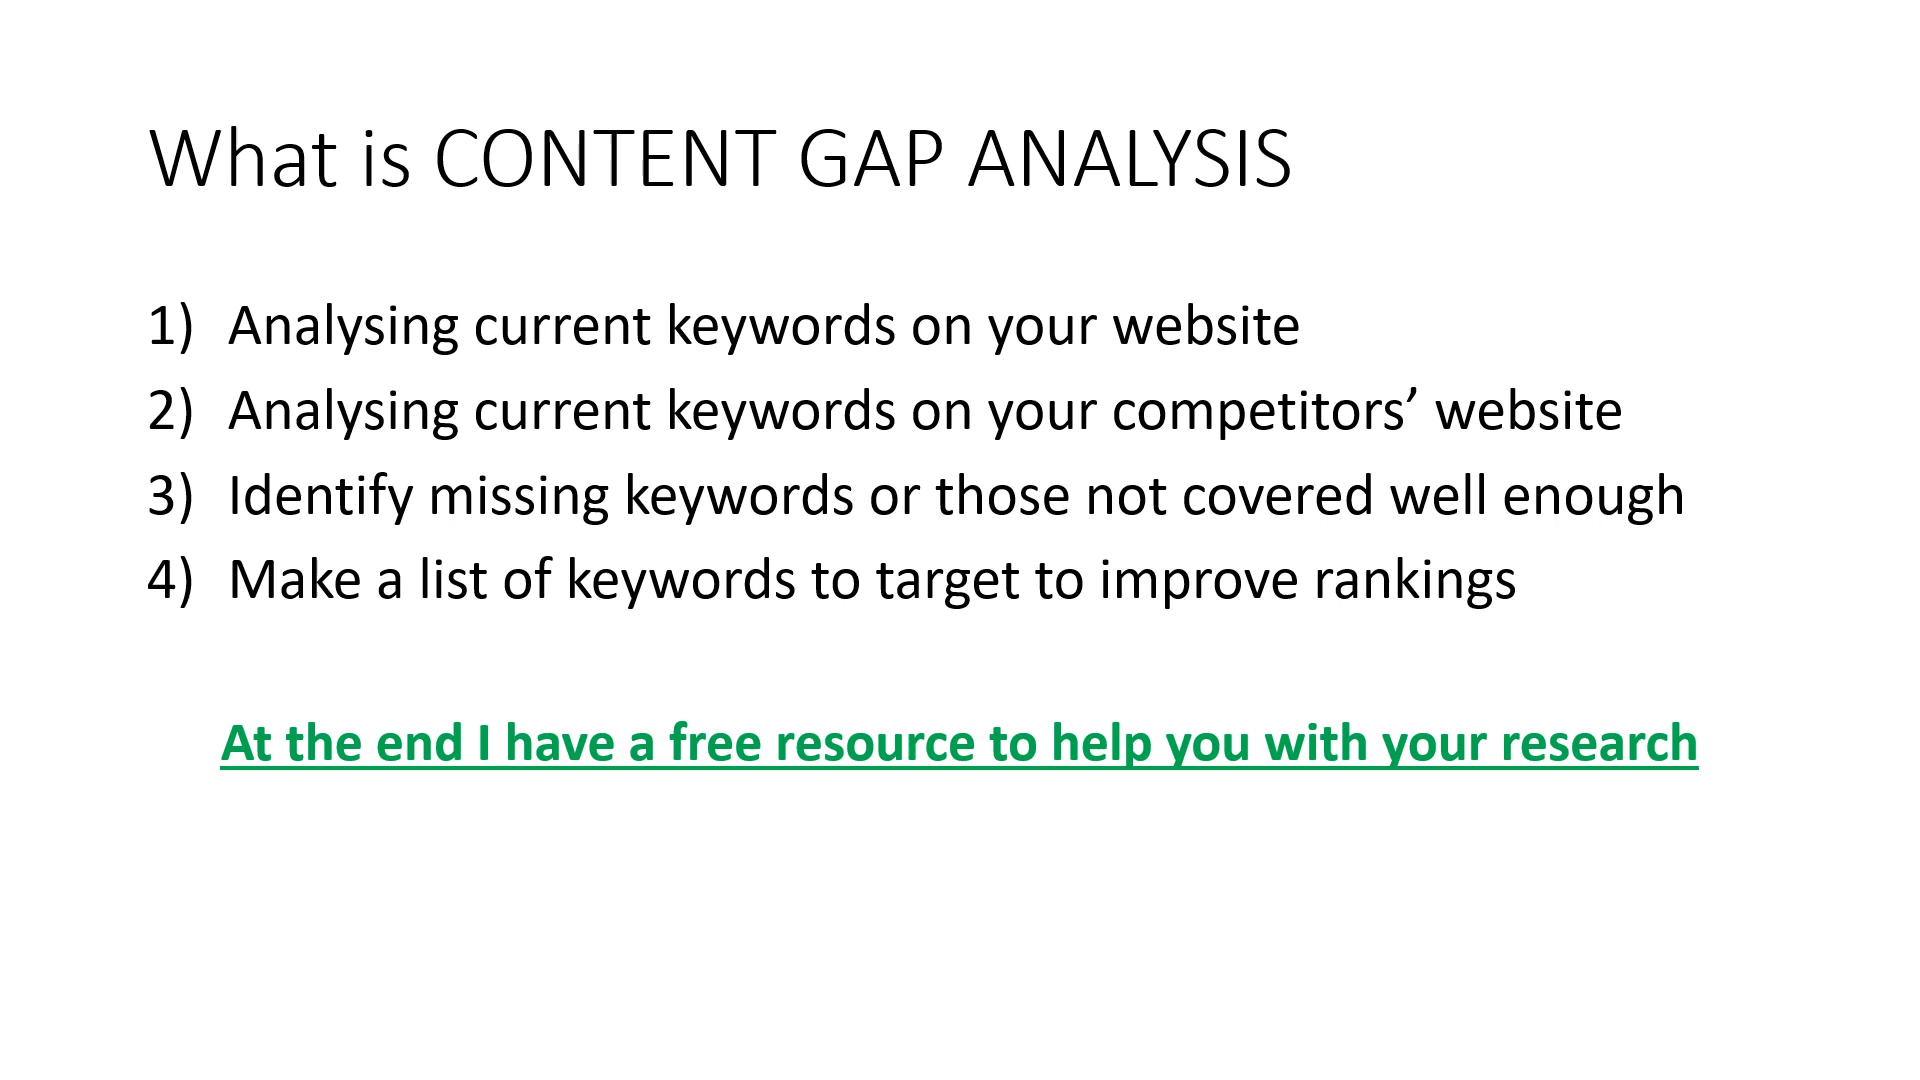 What is CONTENT GAP ANALYSIS
1) Analysing current keywords on your website
2) Analysing current keywords on your competitors’ website
3) Identify missing keywords or those not covered well enough
4) Make a list of keywords to target to improve rankings
At the end I have a free resource to help you with your research